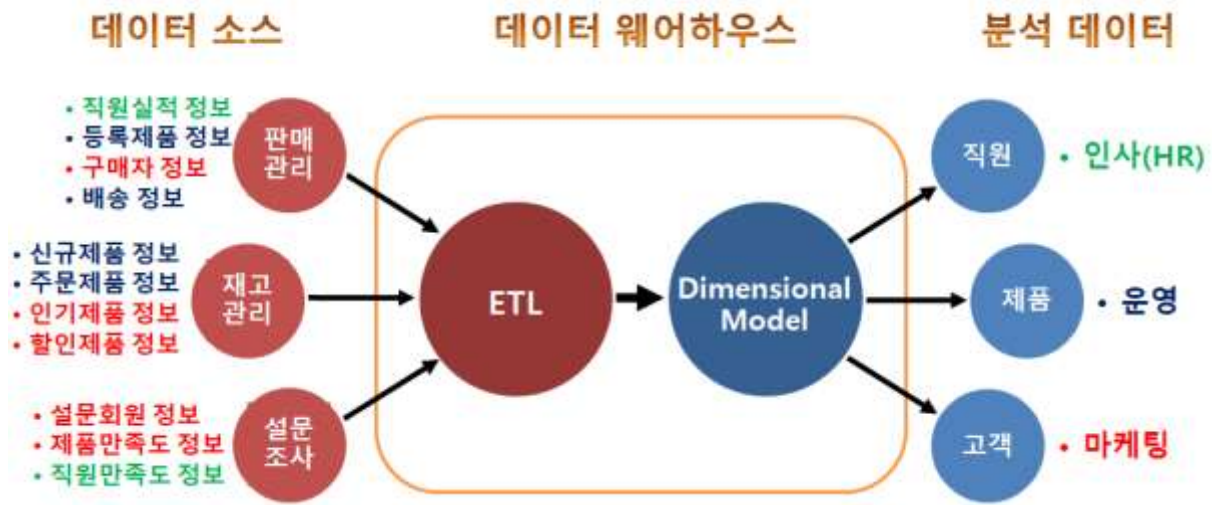 데이터 소스
데이터 웨어하우스
분석 데이터
• 직원실적 정보
• 등록제품 정보
• 구매자 정보
• 배송 정보
판매
관리
• 신규제품 정보
• 주문제품 정보
• 인기제품 정보
• 할인제품 정보
재고
관리
• 설문회원 정보
• 제품만족도 정보
• 직원만족도 정보
설문
조사
ETL
Dimensional
Model
직원
• 인사(HR)
제품
• 운영
고객
• 마케팅